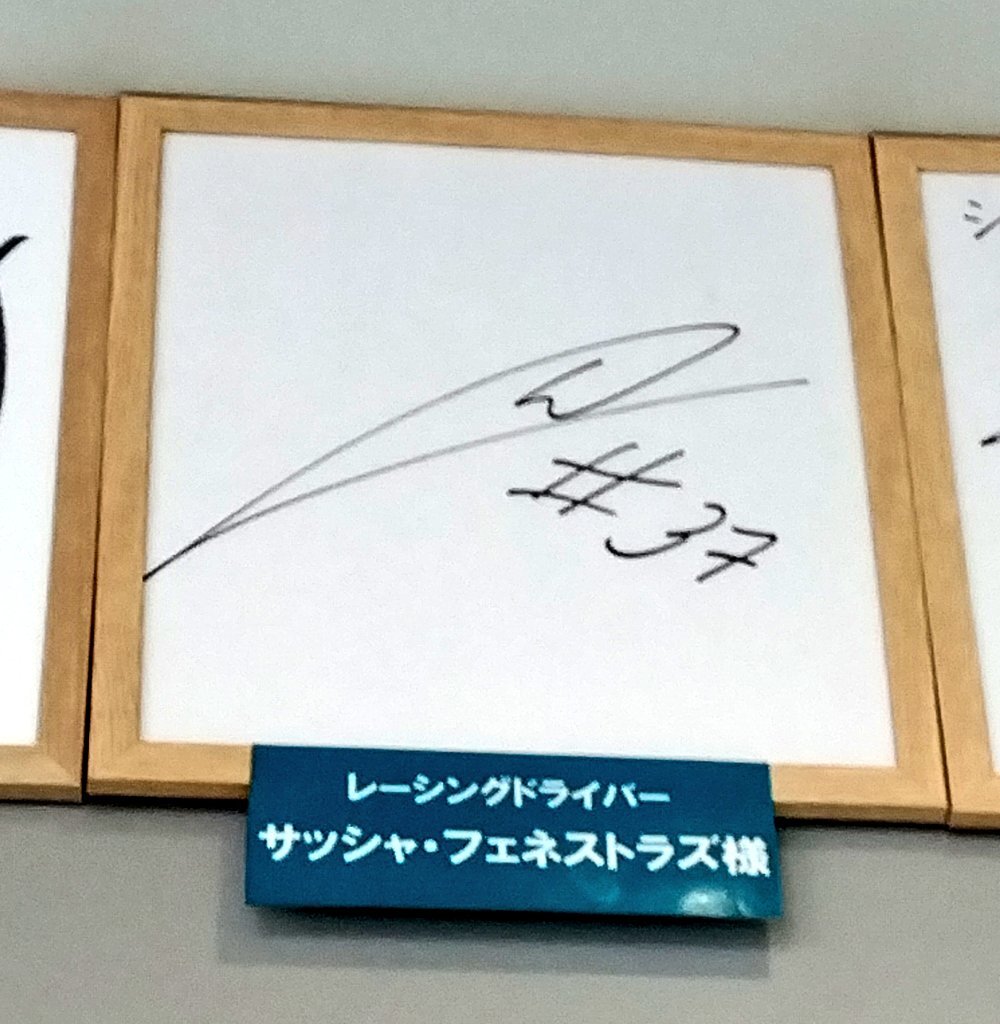 #37
レーシングドライバー
サッシャ・フェネストラズ様